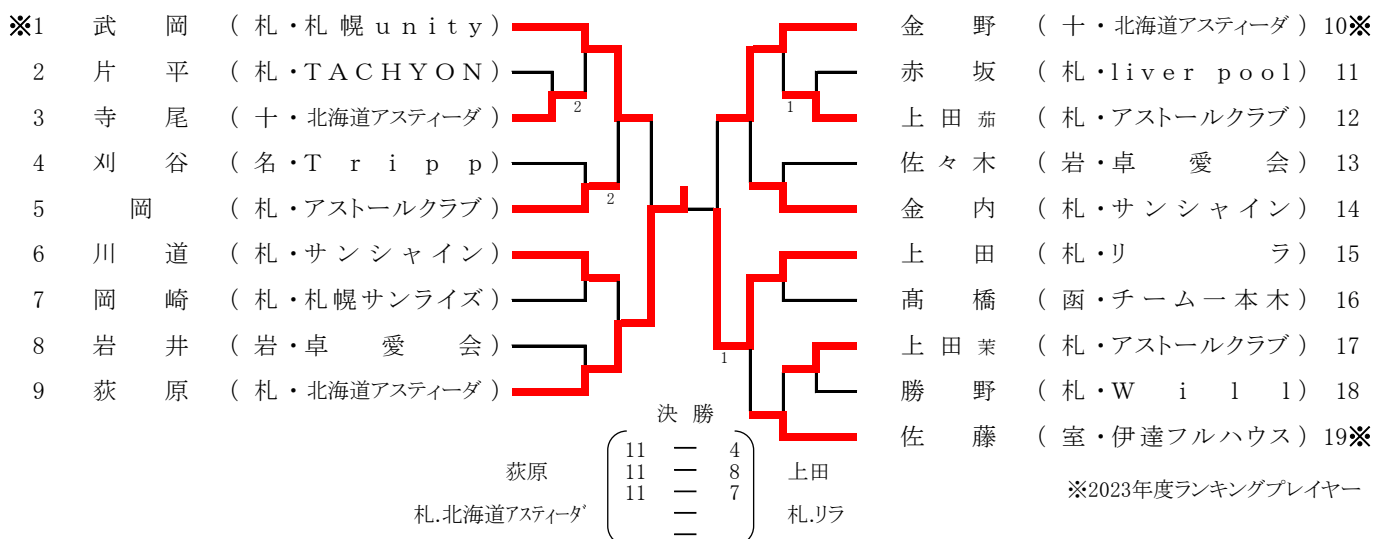 ※1 武岡 (札・札幌unity)
2 片平 (札・TACHYON)
3 寺尾 (十・北海道アスティーダ)
4 刈谷 (名・Tripp)
5 岡 (札・アストールクラブ)
6 川道 (札・サンシャイン)
7 岡崎 (札・札幌サンライズ)
8 岩井 (岩・卓愛会)
9 荻原 (札・北海道アスティーダ)
2
2
金野 (十・北海道アスティーダ) 10※
赤坂 (札・liver pool) 11
上田茄 (札・アストールクラブ) 12
佐々木 (岩・卓愛会) 13
金内 (札・サンシャイン) 14
上田 (札・リラ) 15
髙橋 (函・チーム一本木) 16
上田茉 (札・アストールクラブ) 17
勝野 (札・Will) 18
佐藤 (室・伊達フルハウス) 19※
1
1
決勝
11 — 4
荻原 11 — 8 上田
11 — 7
札.北海道アスティーダ — 札.リラ
—
※2023年度ランキングプレイヤー